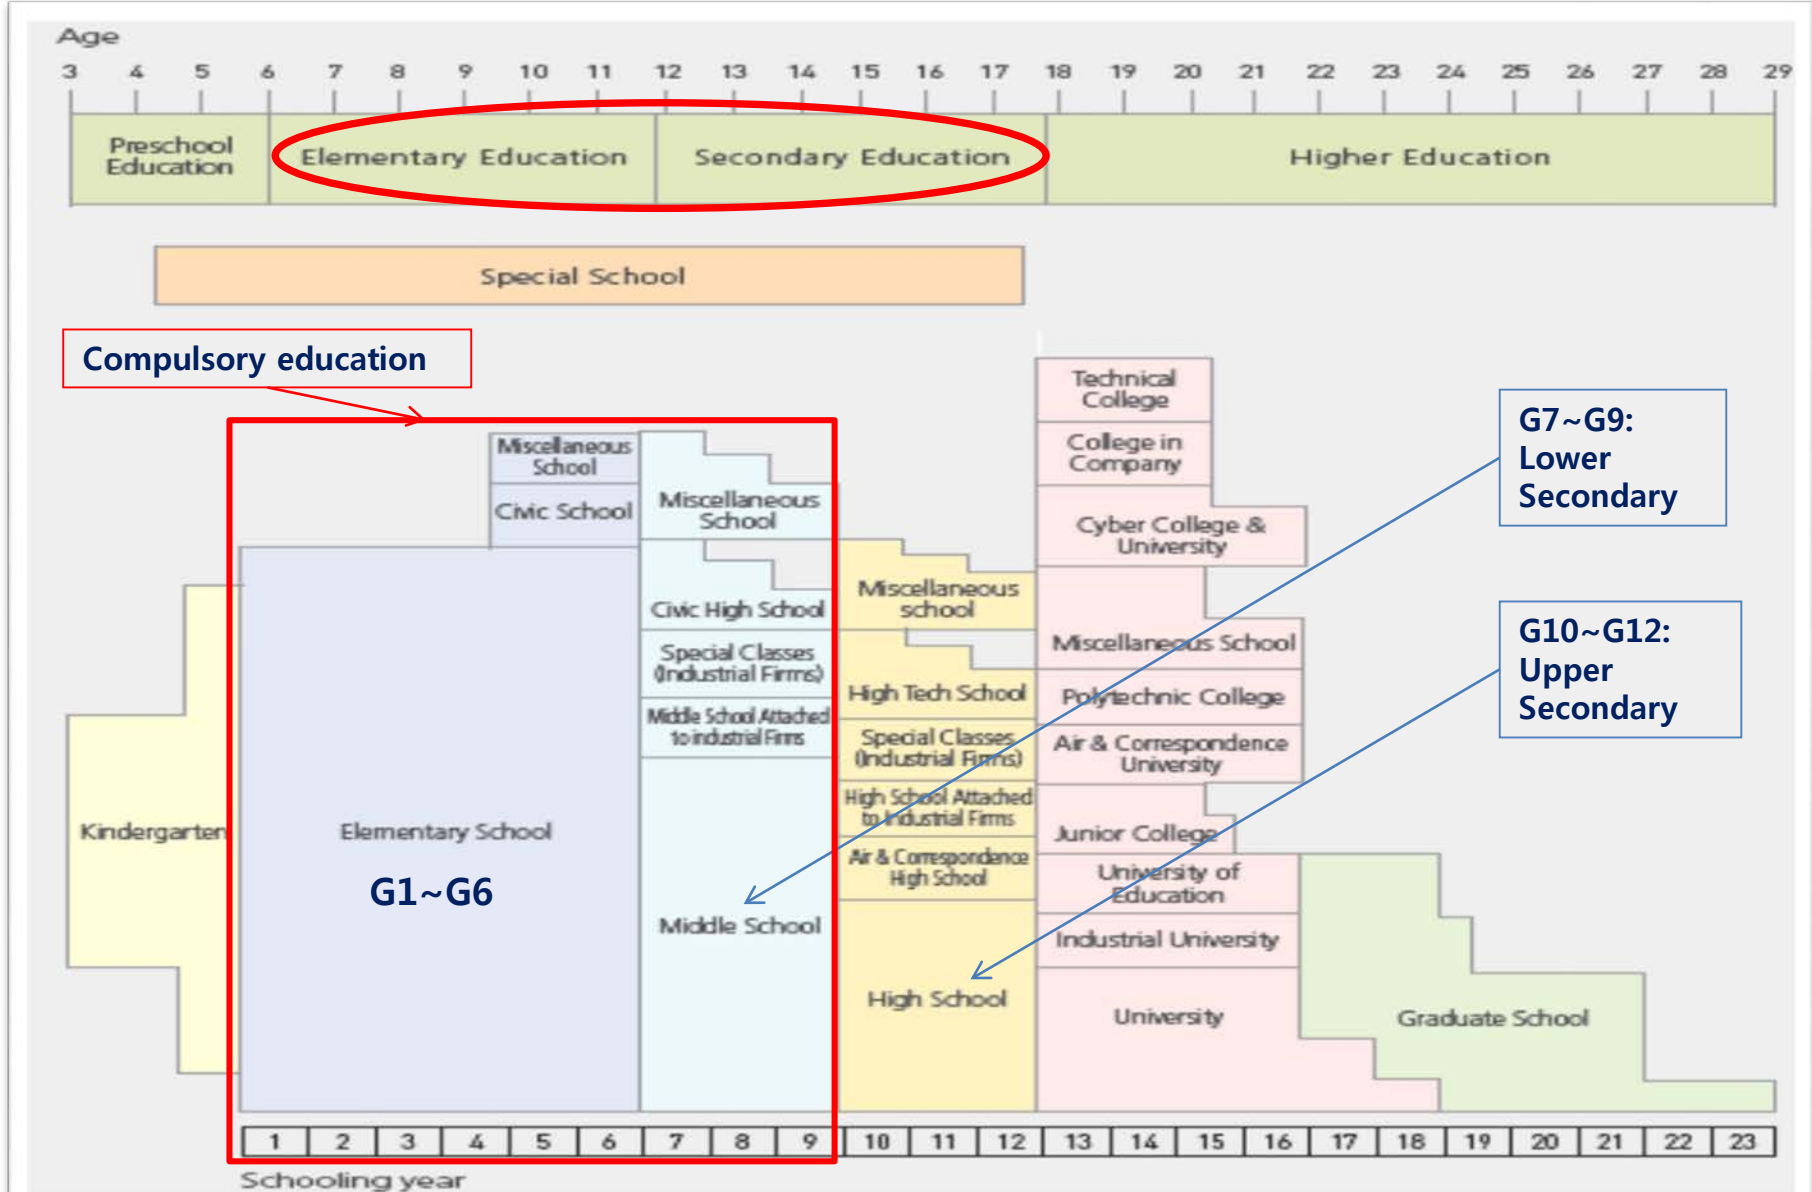 Age
3 4 5 6 7 8 9 10 11 12 13 14 15 16 17 18 19 20 21 22 23 24 25 26 27 28 29
Preschool
Education
Elementary Education
Secondary Education
Higher Education
Special School
Compulsory education
Kindergarten
Miscellaneous
School
Civic School
Elementary School
G1~G6
Miscellaneous
School
Civic High School
Special Classes
(Industrial Firms)
Middle School Attached
to industrial Firms
Middle School
Miscellaneous
school
High Tech School
Special Classes
(Industrial Firms)
High School Attached
to Industrial Firms
Air & Correspondence
High School
High School
Technical
College
College in
Company
Cyber College &
University
Miscellaneous School
Polytechnic College
Air & Correspondence
University
Junior College
University of
Education
Industrial University
University
Graduate School
G7~G9:
Lower
Secondary
G10~G12:
Upper
Secondary
1 2 3 4 5 6 7 8 9 10 11 12 13 14 15 16 17 18 19 20 21 22 23
Schooling year